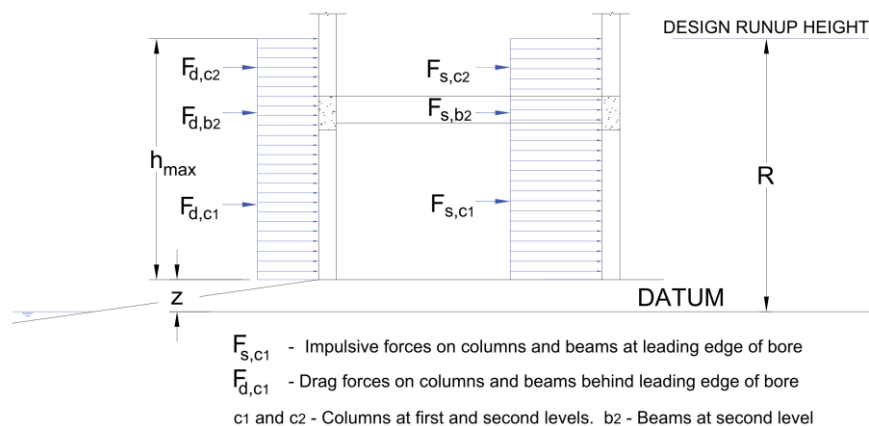 DESIGN RUNUP HEIGHT
Fd,c2
Fs,c2
Fd,b2
Fs,b2
hmax
R
Fd,c1
Fs,c1
z
DATUM
Fs,c1 - Impulsive forces on columns and beams at leading edge of bore
Fd,c1 - Drag forces on columns and beams behind leading edge of bore
c1 and c2 - Columns at first and second levels. b2 - Beams at second level